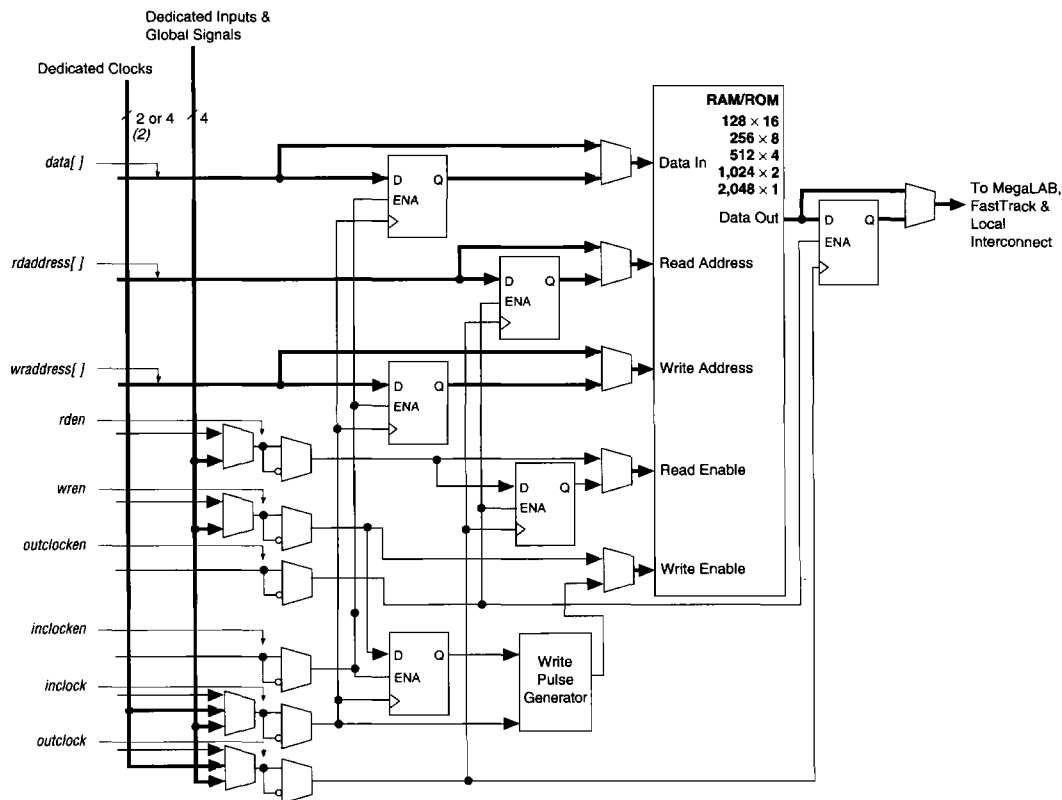 Dedicated Inputs &
Global Signals
Dedicated Clocks
2 or 4
(2)
4
RAM/ROM
128 × 16
256 × 8
512 × 4
1,024 × 2
2,048 × 1
data[ ]
D Q
ENA
Data In
Data Out
D Q
ENA
To MegaLAB,
FastTrack &
Local
Interconnect
rdaddress[ ]
D Q
ENA
Read Address
wraddress[ ]
D Q
ENA
Write Address
rden
D Q
ENA
Read Enable
wren
outclocken
Write Enable
inclocken
D Q
ENA
Write
Pulse
Generator
inclock
outclock